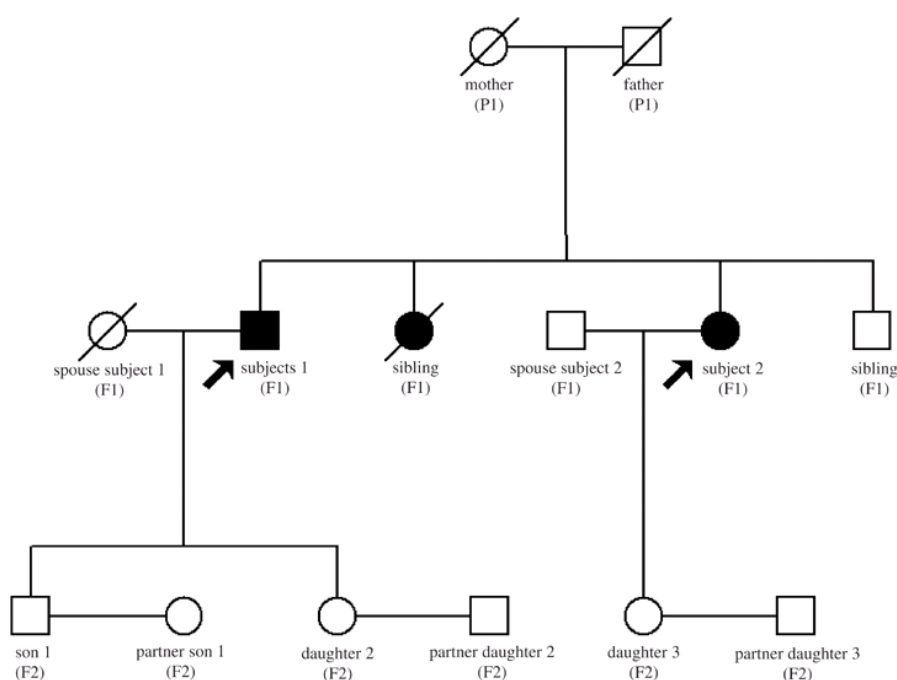 mother father
(P1) (P1)
spouse subject 1 subjects 1 sibling spouse subject 2 subject 2 sibling
(F1) (F1) (F1) (F1) (F1) (F1)
son 1 partner son 1 daughter 2 partner daughter 2 daughter 3 partner daughter 3
(F2) (F2) (F2) (F2) (F2) (F2)